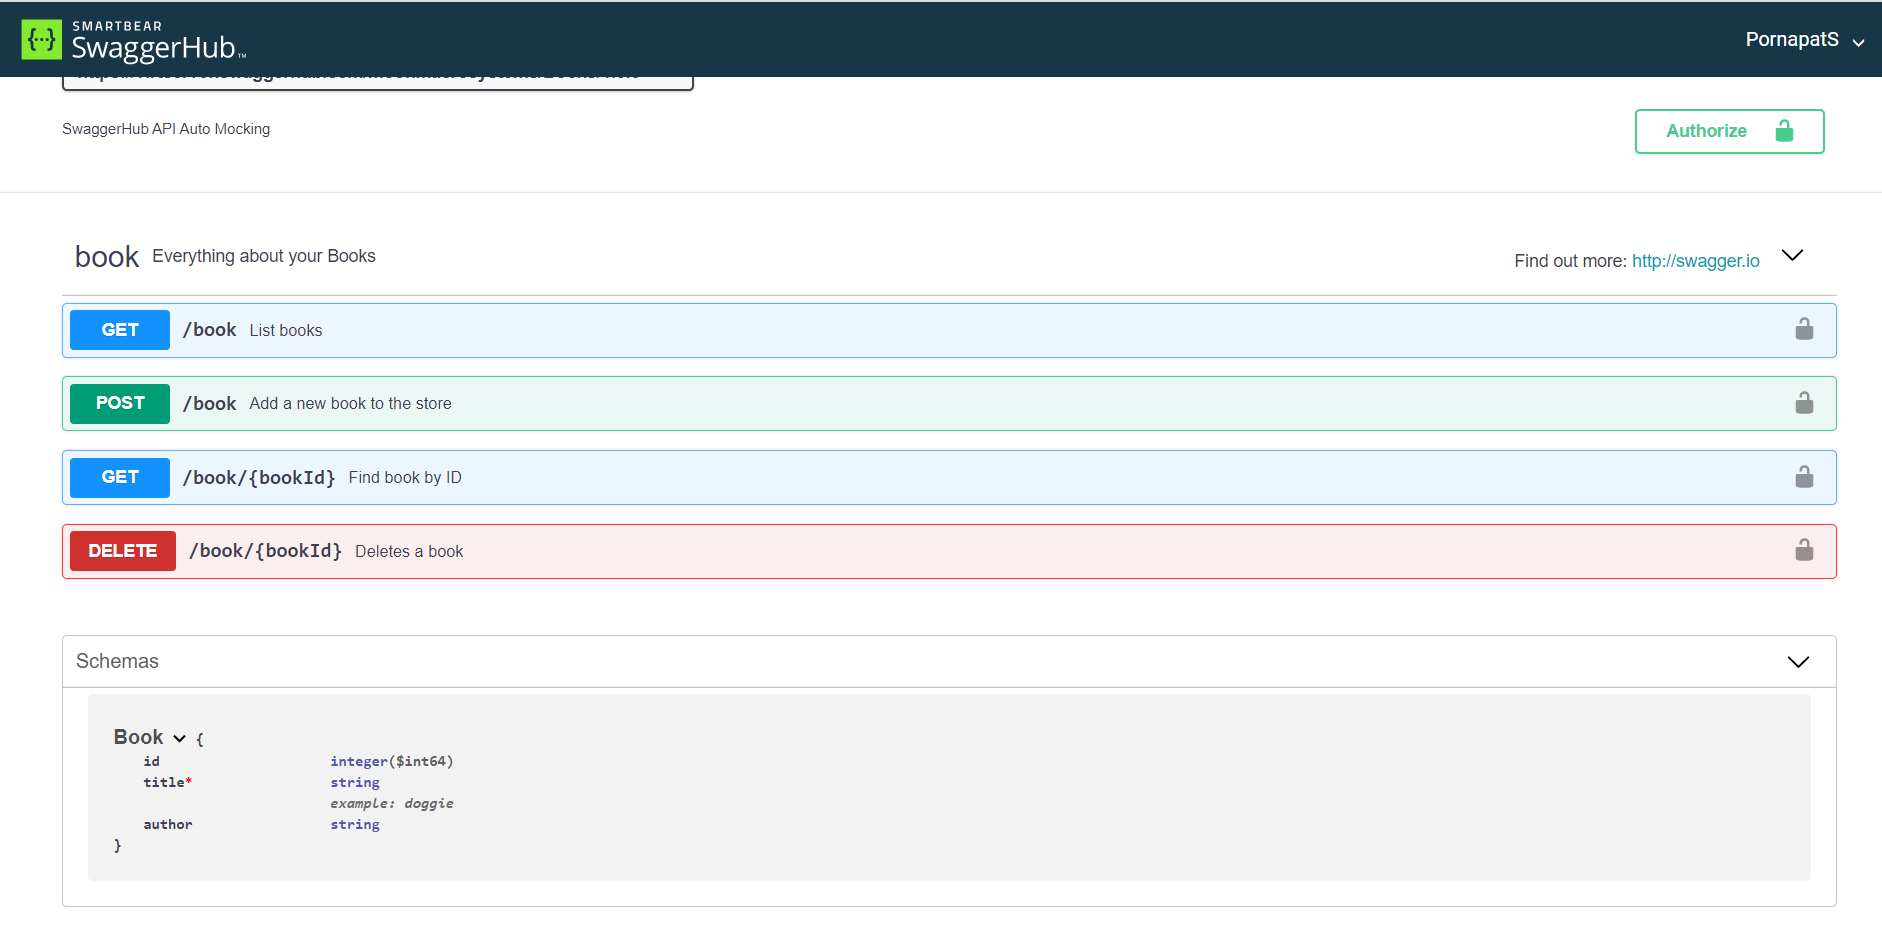 SMARTBEAR
SwaggerHub™
PornapatS
SwaggerHub API Auto Mocking
Authorize
book Everything about your Books
Find out more: http://swagger.io
GET /book List books
POST /book Add a new book to the store
GET /book/{bookId} Find book by ID
DELETE /book/{bookId} Deletes a book
Schemas
Book {
id integer($int64)
title* string
example: doggie
author string
}